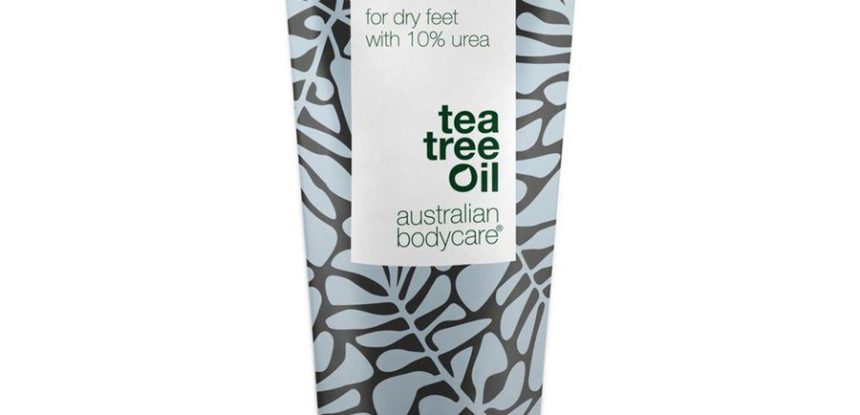 for dry feet
with 10% urea
tea
tree
Oil
australian
bodycare®